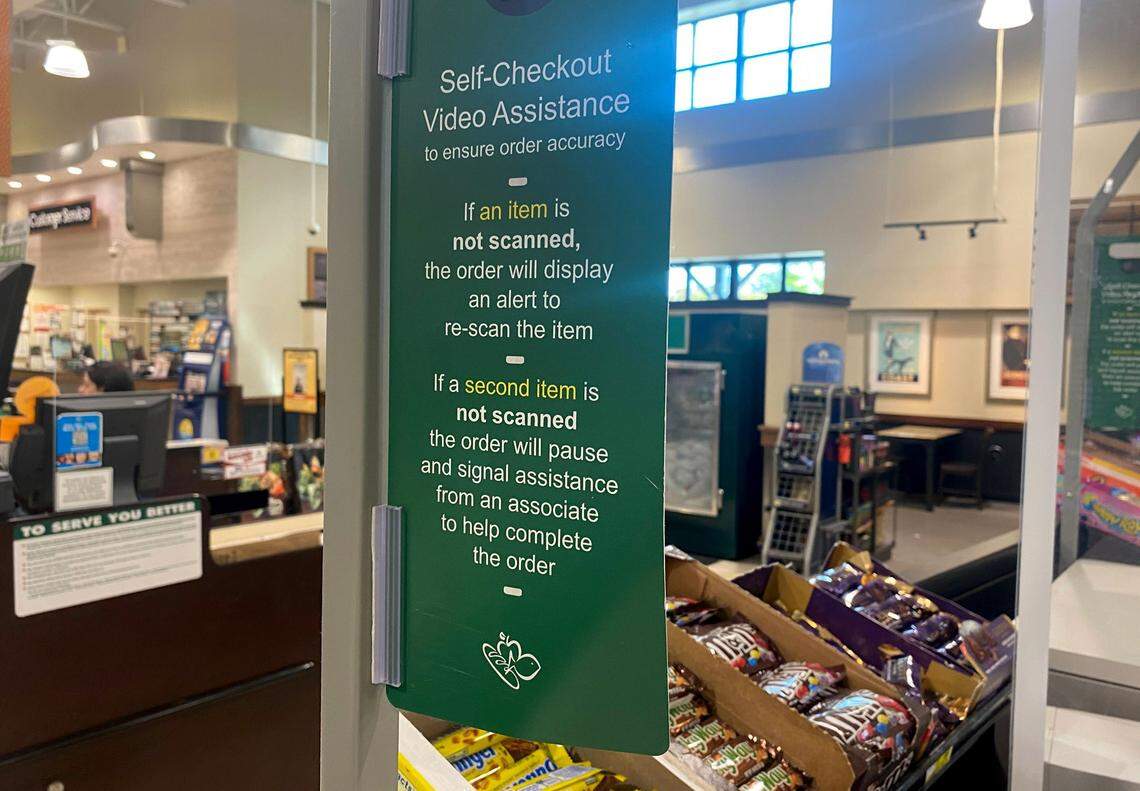 Self-Checkout
Video Assistance
to ensure order accuracy
If an item is
not scanned,
the order will display
an alert to
re-scan the item
If a second item is
not scanned
the order will pause
and signal assistance
from an associate
to help complete
the order
Customer Service
TO SERVE YOU BETTER
m&m's
MilkyWay